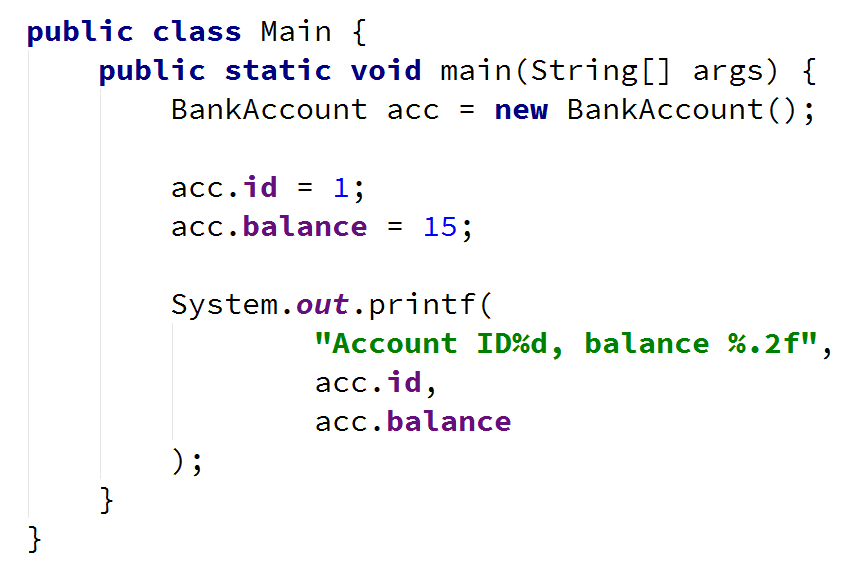 public class Main {
    public static void main(String[] args) {
        BankAccount acc = new BankAccount();

        acc.id = 1;
        acc.balance = 15;

        System.out.printf(
                "Account ID%d, balance %.2f",
                acc.id,
                acc.balance
        );
    }
}